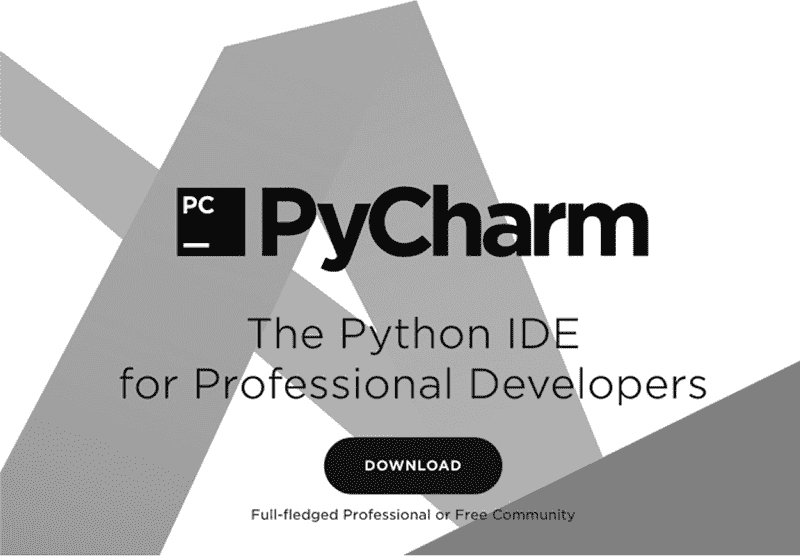 PC
PyCharm
The Python IDE
for Professional Developers
DOWNLOAD
Full-fledged Professional or Free Community